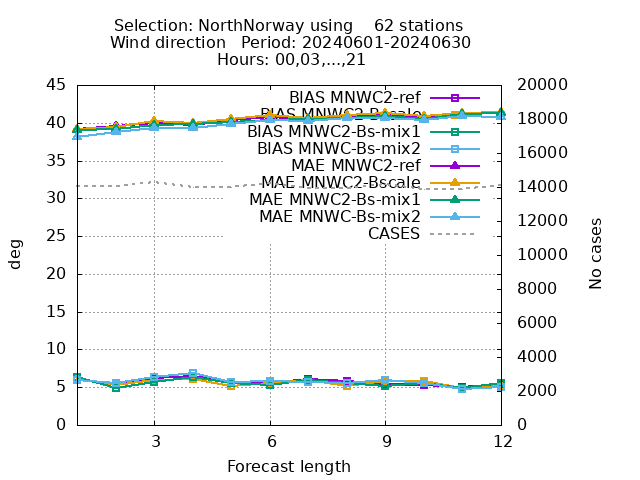 Selection: NorthNorway using 62 stations
Wind direction Period: 20240601-20240630
Hours: 00,03,...,21
45
40
35
30
25
20
15
10
5
0
20000
18000
16000
14000
12000
10000
8000
6000
4000
2000
0
BIAS MNWC2-ref
BIAS MNWC2-Bscale
BIAS MNWC2-Bs-mix1
BIAS MNWC-Bs-mix2
MAE MNWC2-ref
MAE MNWC2-Bscale
MAE MNWC2-Bs-mix1
MAE MNWC-Bs-mix2
CASES
deg
No cases
3 6 9 12
Forecast length